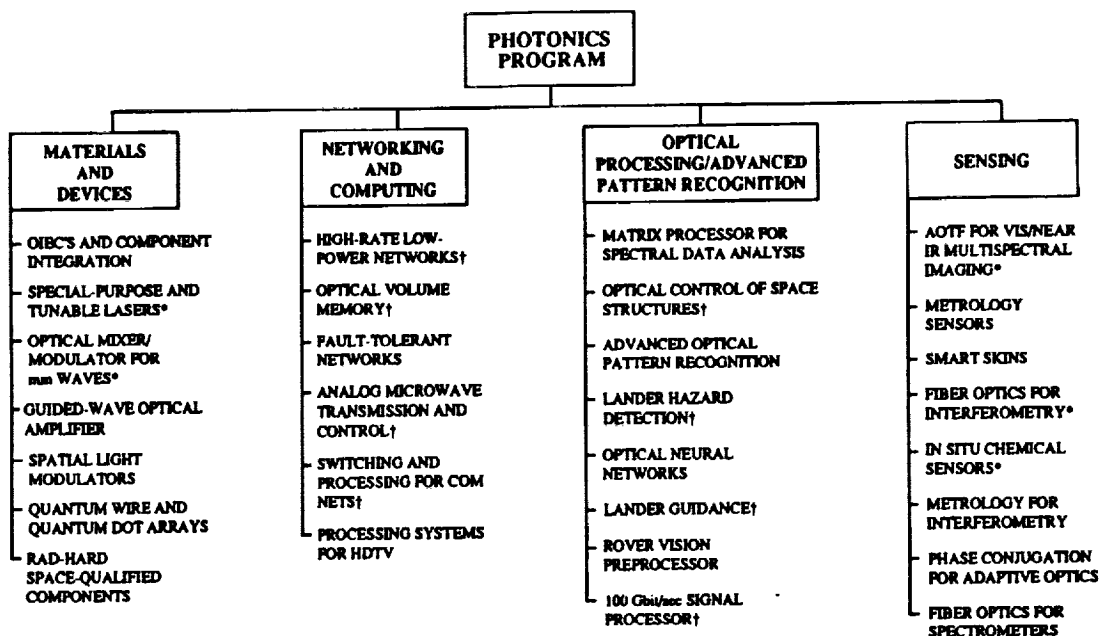 PHOTONICS
PROGRAM
MATERIALS
AND
DEVICES
OIEC'S AND COMPONENT
INTEGRATION
SPECIAL-PURPOSE AND
TUNABLE LASERS*
OPTICAL MIXER/
MODULATOR FOR
mm WAVES*
GUIDED-WAVE OPTICAL
AMPLIFIER
SPATIAL LIGHT
MODULATORS
QUANTUM WIRE AND
QUANTUM DOT ARRAYS
RAD-HARD
SPACE-QUALIFIED
COMPONENTS
NETWORKING
AND
COMPUTING
HIGH-RATE LOW-
POWER NETWORKS†
OPTICAL VOLUME
MEMORY†
FAULT-TOLERANT
NETWORKS
ANALOG MICROWAVE
TRANSMISSION AND
CONTROL†
SWITCHING AND
PROCESSING FOR COM
NETS†
PROCESSING SYSTEMS
FOR HDTV
OPTICAL
PROCESSING/ADVANCED
PATTERN RECOGNITION
MATRIX PROCESSOR FOR
SPECTRAL DATA ANALYSIS
OPTICAL CONTROL OF SPACE
STRUCTURES†
ADVANCED OPTICAL
PATTERN RECOGNITION
LANDER HAZARD
DETECTION†
OPTICAL NEURAL
NETWORKS
LANDER GUIDANCE†
ROVER VISION
PREPROCESSOR
100 Gbit/sec SIGNAL
PROCESSOR†
SENSING
AOTF FOR VIS/NEAR
IR MULTISPECTRAL
IMAGING*
METROLOGY
SENSORS
SMART SKINS
FIBER OPTICS FOR
INTERFEROMETRY*
IN SITU CHEMICAL
SENSORS*
METROLOGY FOR
INTERFEROMETRY
PHASE CONJUGATION
FOR ADAPTIVE OPTICS
FIBER OPTICS FOR
SPECTROMETERS